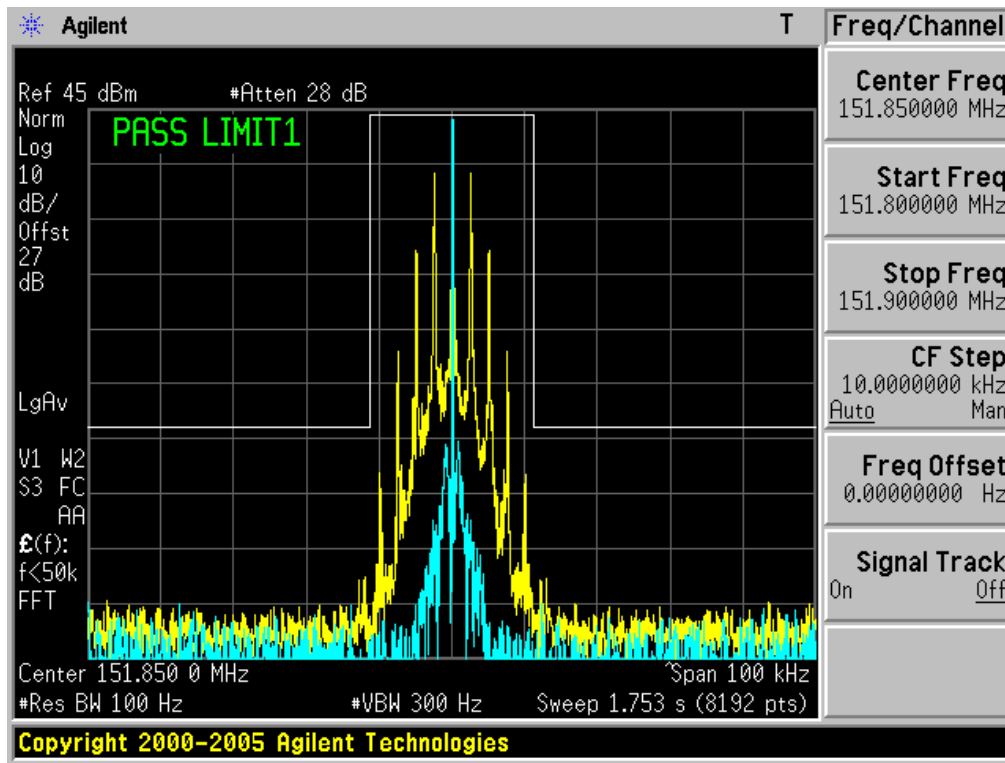 Agilent T Freq/Channel
Ref 45 dBm #Atten 28 dB
Norm
Log
10
dB/
Offst
27
dB
PASS LIMIT1
LgAv
V1 W2
S3 FC
AA
£(f):
f<50k
FFT
Center 151.850 0 MHz Span 100 kHz
#Res BW 100 Hz #VBW 300 Hz Sweep 1.753 s (8192 pts)
Copyright 2000-2005 Agilent Technologies
Center Freq
151.850000 MHz
Start Freq
151.800000 MHz
Stop Freq
151.900000 MHz
CF Step
10.0000000 kHz
Auto Man
Freq Offset
0.00000000 Hz
Signal Track
On Off